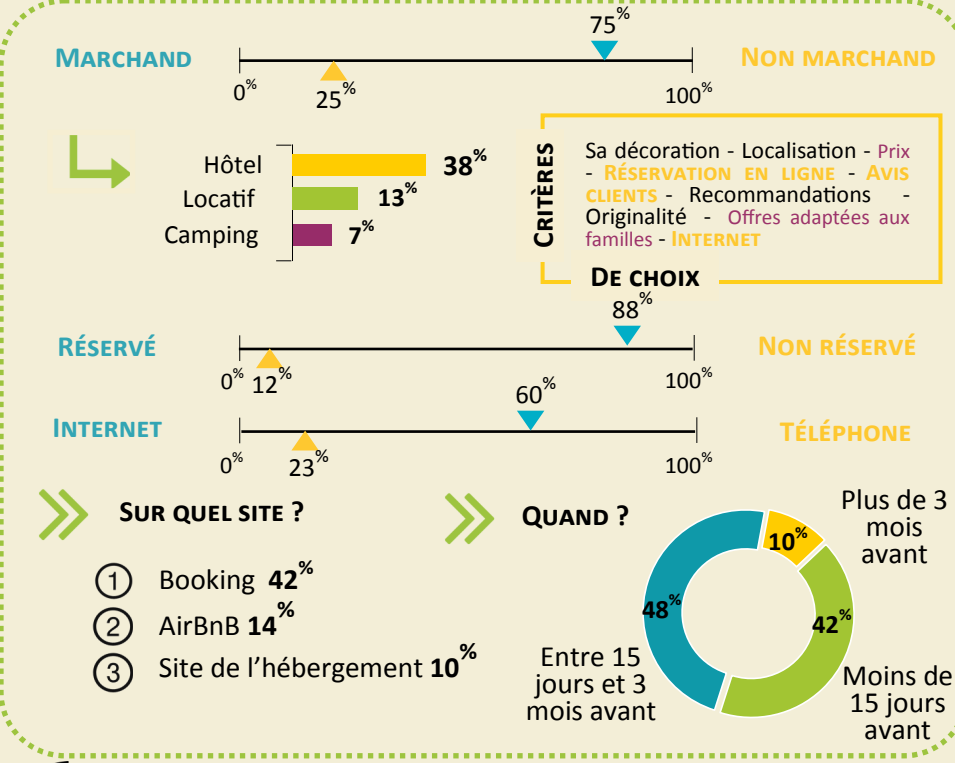 75%
MARCHAND
NON MARCHAND
0%
25%
100%
Hôtel 38%
Locatif 13%
Camping 7%
CRITÈRES
Sa décoration - Localisation - Prix
- RÉSERVATION EN LIGNE - AVIS
CLIENTS - Recommandations -
Originalité - Offres adaptées aux
familles - INTERNET
DE CHOIX
88%
RÉSERVÉ
NON RÉSERVÉ
0% 12%
100%
60%
INTERNET
TÉLÉPHONE
0%
23%
100%
SUR QUEL SITE ?
1 Booking 42%
2 AirBnB 14%
3 Site de l'hébergement 10%
QUAND ?
Plus de 3
mois
avant
10%
48%
42%
Entre 15
jours et 3
mois avant
Moins de
15 jours
avant